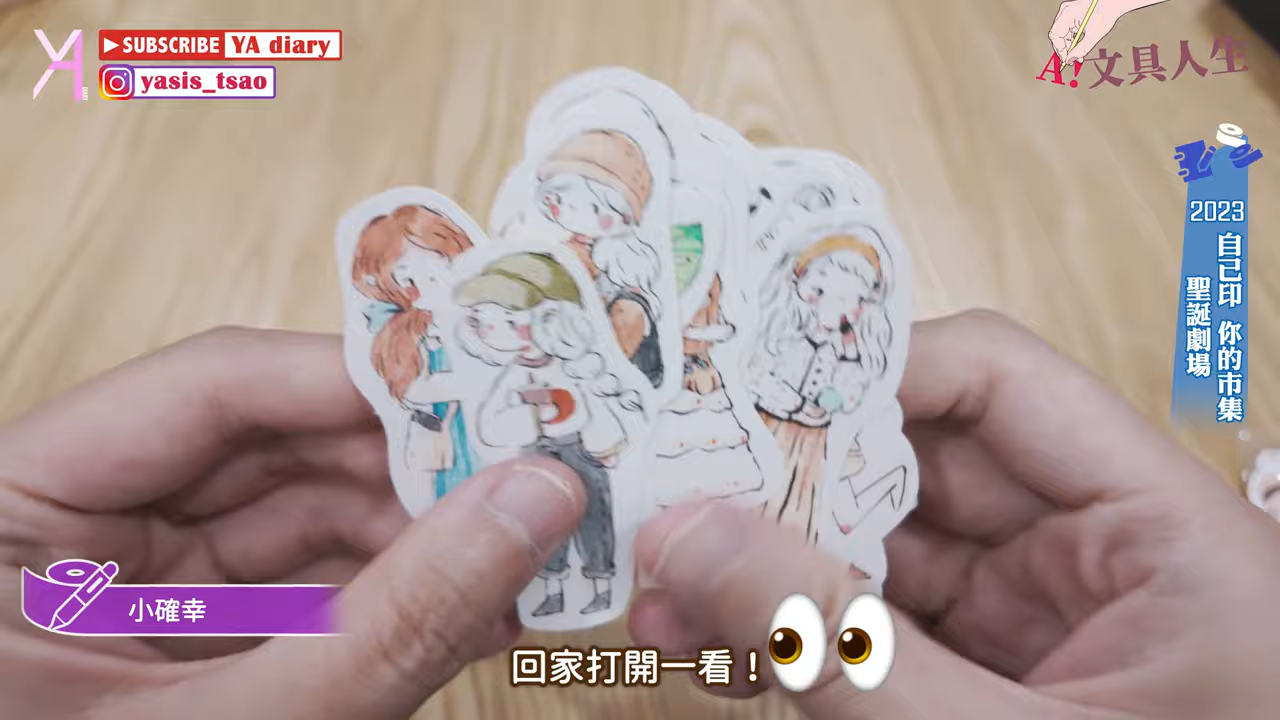 YA
SUBSCRIBE YA diary
yasis_tsao
A!文具人生
2023
自己印 你的市集
聖誕劇場
小確幸
回家打開一看！